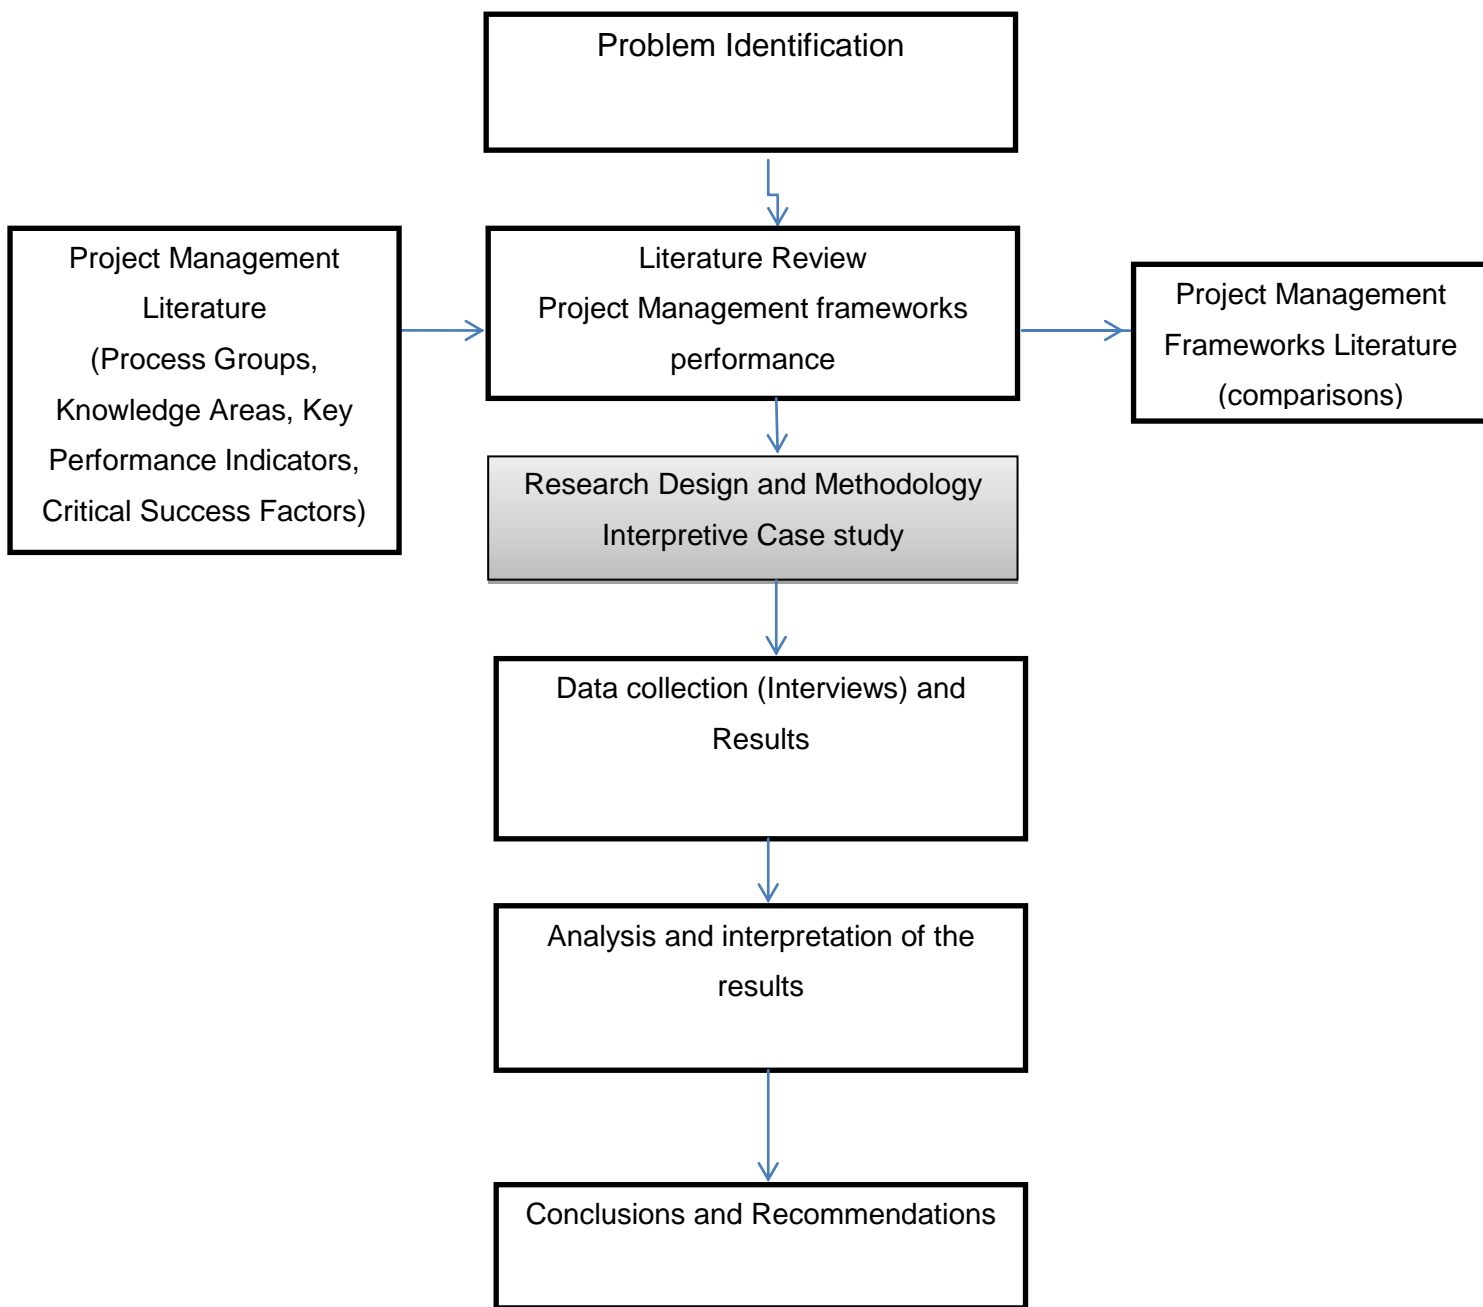 Problem Identification
Project Management
Literature
(Process Groups,
Knowledge Areas, Key
Performance Indicators,
Critical Success Factors)
Literature Review
Project Management frameworks
performance
Project Management
Frameworks Literature
(comparisons)
Research Design and Methodology
Interpretive Case study
Data collection (Interviews) and
Results
Analysis and interpretation of the
results
Conclusions and Recommendations